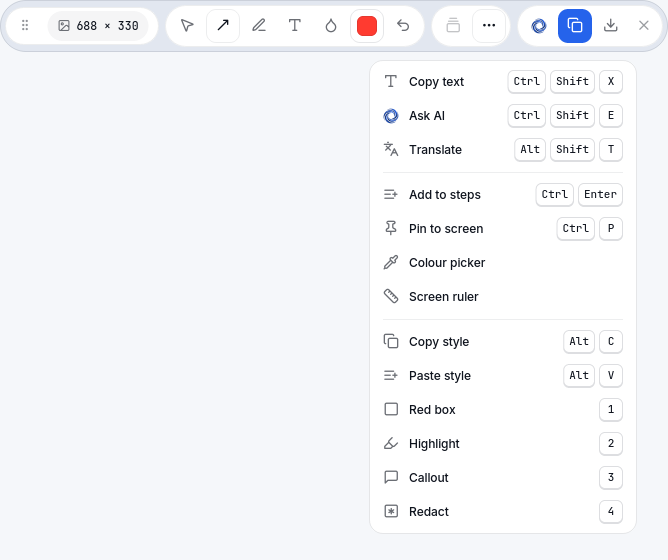 688 × 330
T
Copy text Ctrl Shift X
Ask AI Ctrl Shift E
Translate Alt Shift T
Add to steps Ctrl Enter
Pin to screen Ctrl P
Colour picker
Screen ruler
Copy style Alt C
Paste style Alt V
Red box 1
Highlight 2
Callout 3
Redact 4